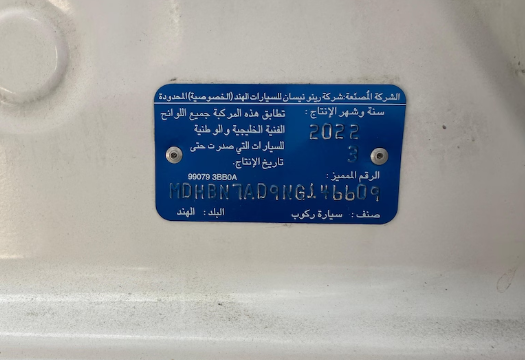 الشركة المصنعة: شركة رينو نيسان للسيارات الهند (الخصوصية) المحدودة
سنة وشهر الإنتاج: تطابق هذه المركبة جميع اللوائح
2022 الفنية الخليجية و الوطنية
3 للسيارات التي صدرت حتى
تاريخ الإنتاج.
الرقم المميز: 99079 3BB0A
MDHBN7AD9NG146609
صنف: سيارة ركوب البلد: الهند